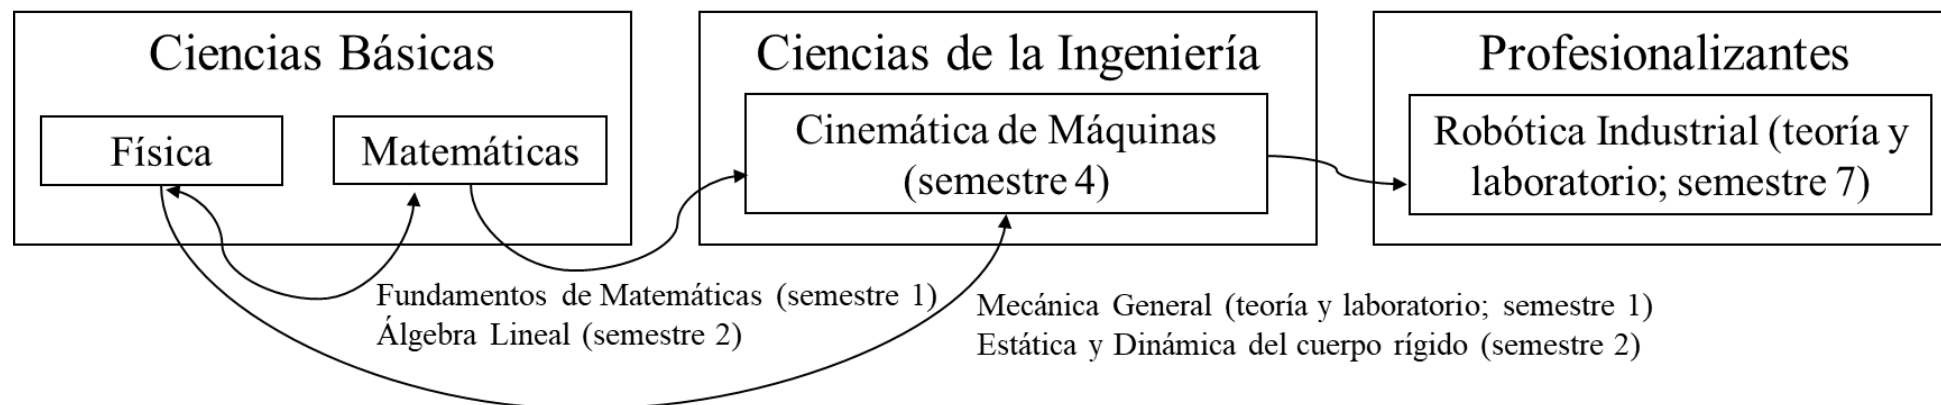 Ciencias Básicas
Física
Matemáticas
Ciencias de la Ingeniería
Cinemática de Máquinas
(semestre 4)
Profesionalizantes
Robótica Industrial (teoría y
laboratorio; semestre 7)
Fundamentos de Matemáticas (semestre 1)
Álgebra Lineal (semestre 2)
Mecánica General (teoría y laboratorio; semestre 1)
Estática y Dinámica del cuerpo rígido (semestre 2)